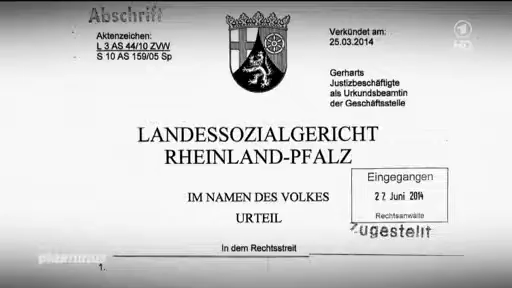 Abschrift
Aktenzeichen:
L 3 AS 44/10 ZVW
S 10 AS 159/05 Sp
Verkündet am:
25.03.2014
Gerharts
Justizbeschäftigte
als Urkundsbeamtin
der Geschäftsstelle
ARD
HD
LANDESSOZIALGERICHT
RHEINLAND-PFALZ
IM NAMEN DES VOLKES
URTEIL
Eingegangen
27. Juni 2014
Rechtsanwälte
Zugestellt
In dem Rechtsstreit
1.